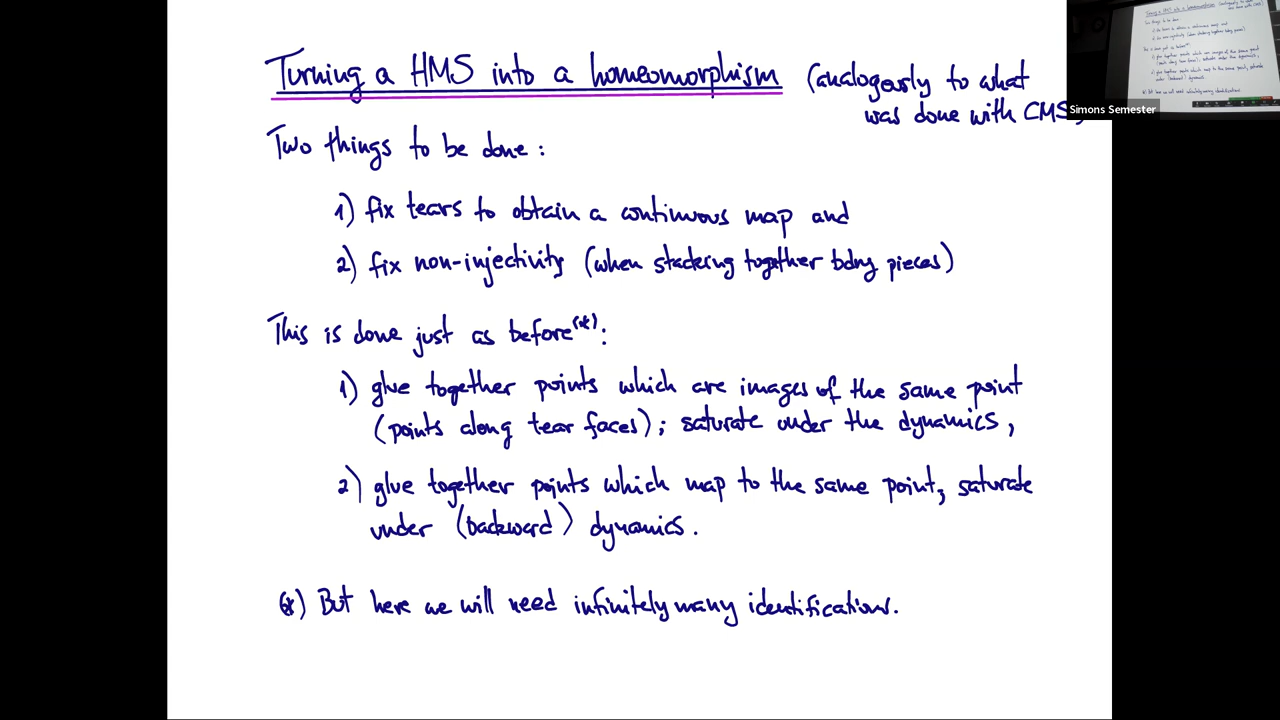 Turning a HMS into a homeomorphism (analogously to what
was done with CMS)
Simons Semester
Two things to be done :
1) fix tears to obtain a continuous map and
2) fix non-injectivity (when stacking together bdry pieces)
This is done just as before(*):
1) glue together points which are images of the same point
(points along tear faces) ; saturate under the dynamics,
2) glue together points which map to the same point, saturate
under (backward) dynamics.
(*) But here we will need infinitely many identifications.